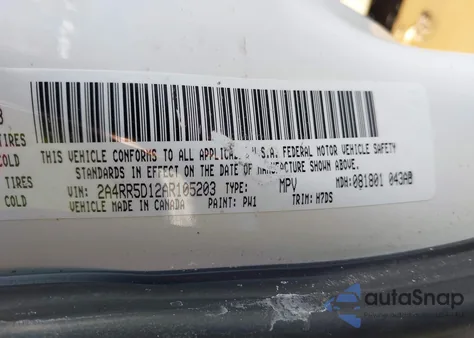 3
TIRES
COLD
TIRES
COLD
THIS VEHICLE CONFORMS TO ALL APPLICABLE U.S.A. FEDERAL MOTOR VEHICLE SAFETY
STANDARDS IN EFFECT ON THE DATE OF MANUFACTURE SHOWN ABOVE.
VIN: 2A4RR5D12AR105203 TYPE: MPV MDH: 081801 043AB
VEHICLE MADE IN CANADA PAINT: PW1 TRIM: H7DS
autoSnap